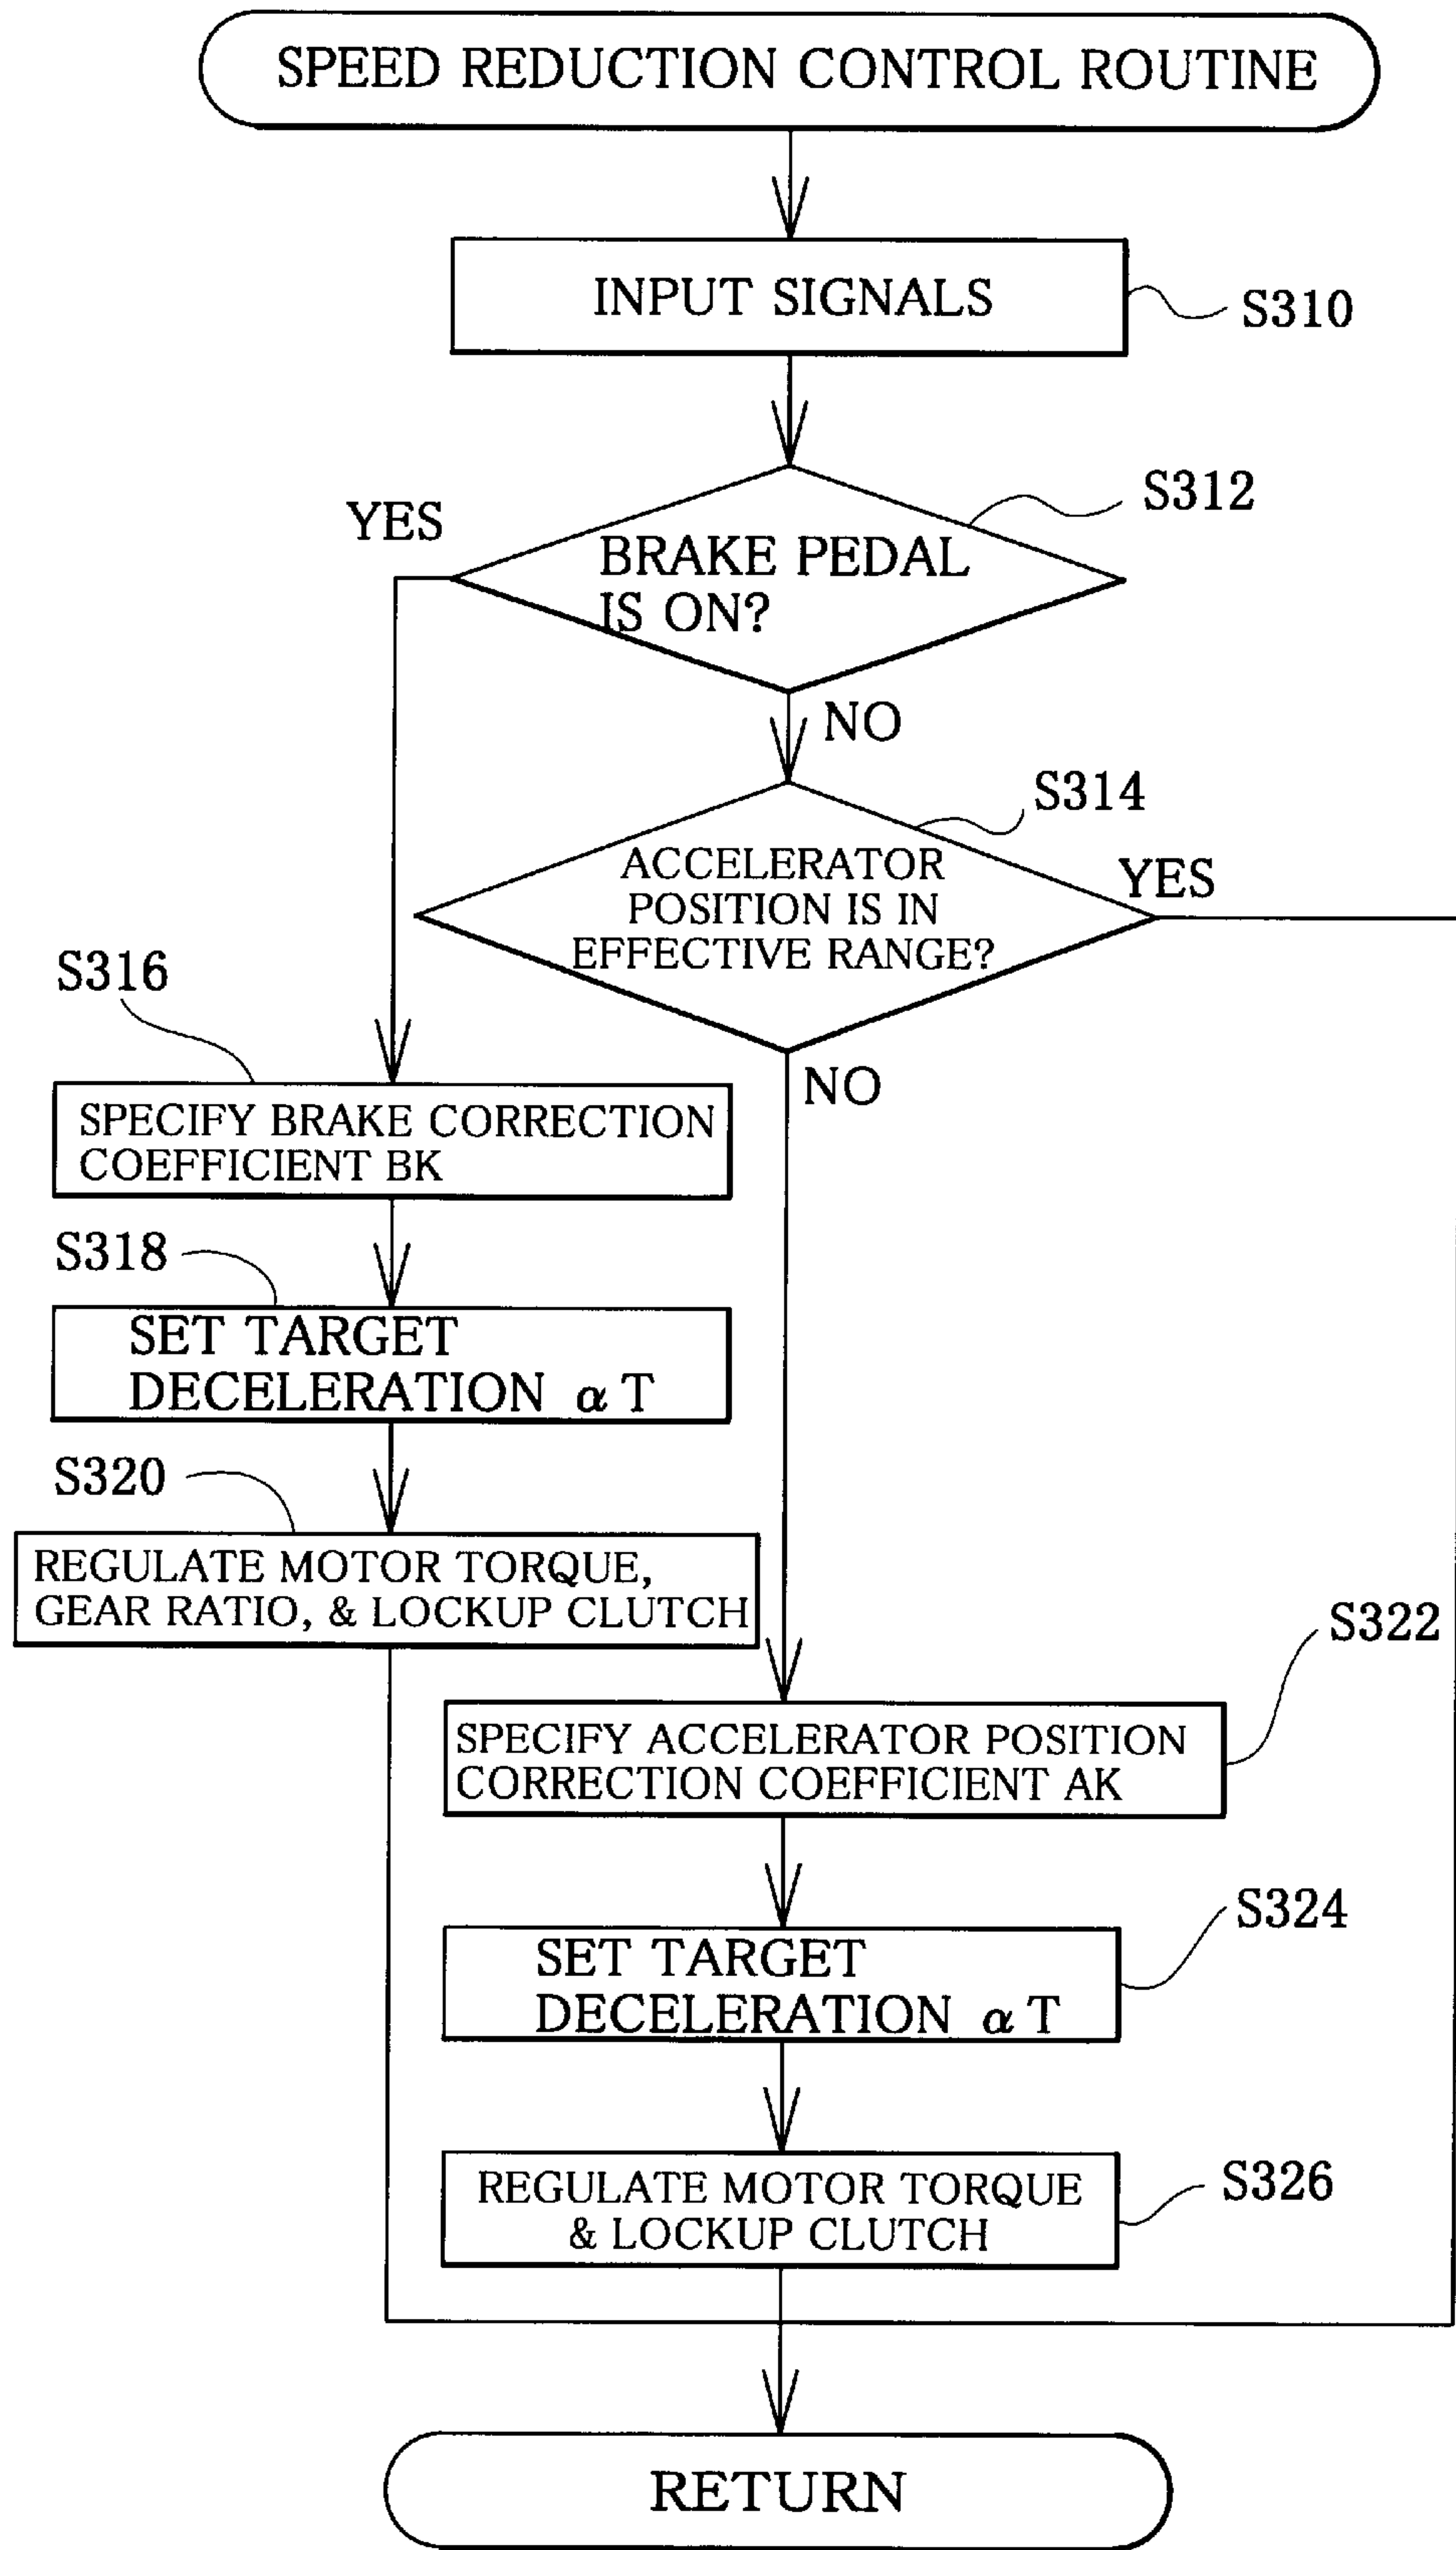 SPEED REDUCTION CONTROL ROUTINE
INPUT SIGNALS
S310
S312
YES
BRAKE PEDAL
IS ON?
NO
S314
ACCELERATOR
POSITION IS IN
EFFECTIVE RANGE?
YES
NO
S316
SPECIFY BRAKE CORRECTION
COEFFICIENT BK
S318
SET TARGET
DECELERATION α T
S320
REGULATE MOTOR TORQUE,
GEAR RATIO, & LOCKUP CLUTCH
S322
SPECIFY ACCELERATOR POSITION
CORRECTION COEFFICIENT AK
S324
SET TARGET
DECELERATION α T
S326
REGULATE MOTOR TORQUE
& LOCKUP CLUTCH
RETURN